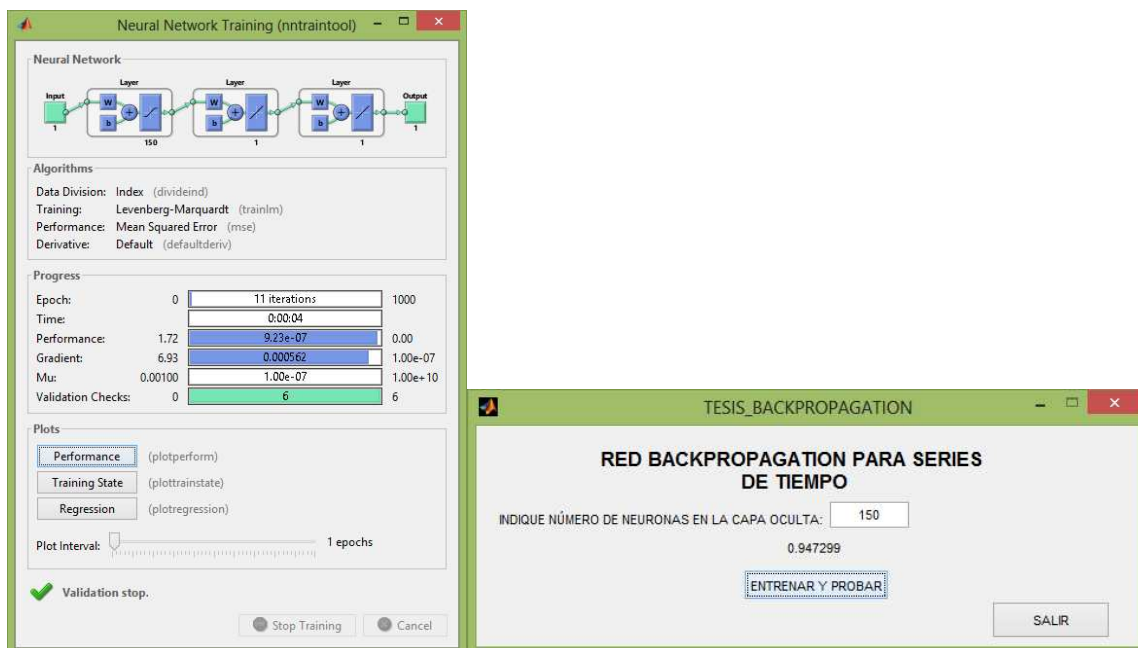 Neural Network Training (nntraintool)
Neural Network
Layer Layer Layer
Input Output
W W W
b b b
1 150 1 1 1
Algorithms
Data Division: Index (divideind)
Training: Levenberg-Marquardt (trainlm)
Performance: Mean Squared Error (mse)
Derivative: Default (defaultderiv)
Progress
Epoch: 0 11 iterations 1000
Time: 0:00:04
Performance: 1.72 9.23e-07 0.00
Gradient: 6.93 0.000562 1.00e-07
Mu: 0.00100 1.00e-07 1.00e+10
Validation Checks: 0 6 6
Plots
Performance (plotperform)
Training State (plottrainstate)
Regression (plotregression)
Plot Interval: 1 epochs
Validation stop.
Stop Training Cancel
TESIS_BACKPROPAGATION
RED BACKPROPAGATION PARA SERIES
DE TIEMPO
INDIQUE NÚMERO DE NEURONAS EN LA CAPA OCULTA: 150
0.947299
ENTRENAR Y PROBAR
SALIR